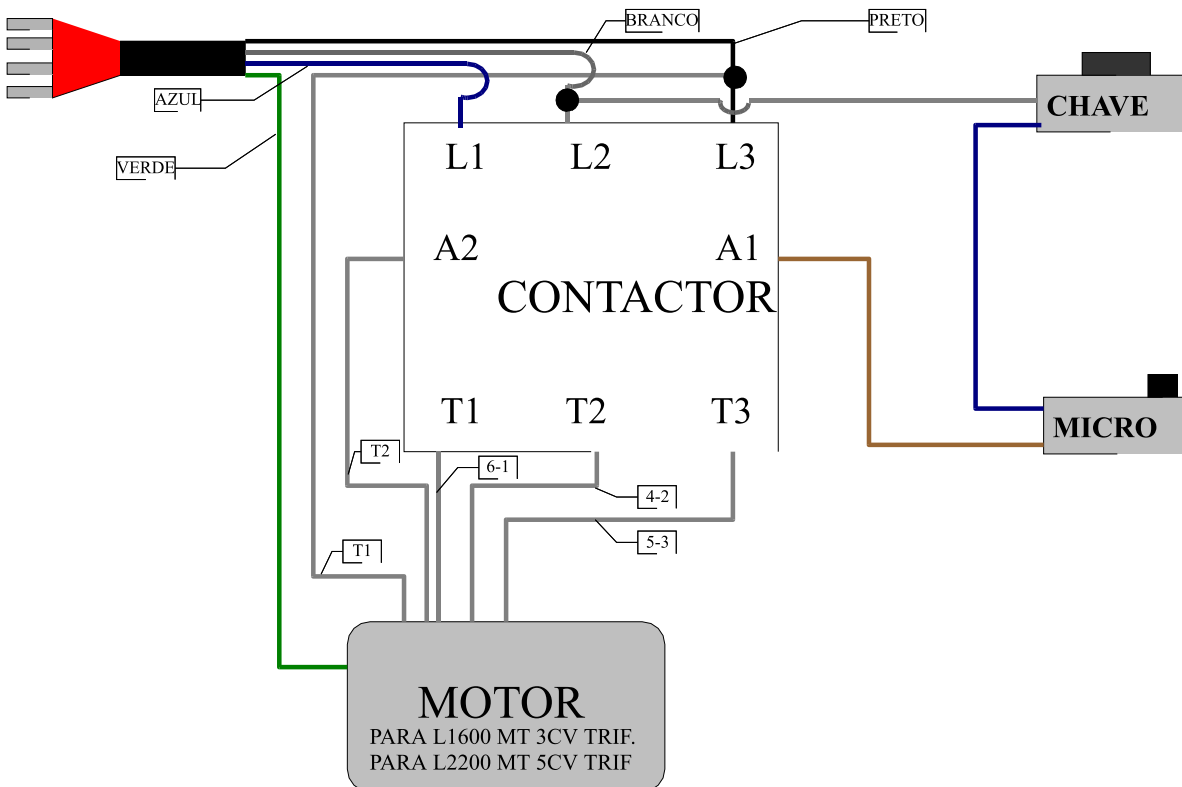 BRANCO
PRETO
AZUL
CHAVE
VERDE
L1
L2
L3
A2
A1
CONTACTOR
T1
T2
T3
MICRO
T2
6-1
4-2
5-3
T1
MOTOR
PARA L1600 MT 3CV TRIF.
PARA L2200 MT 5CV TRIF